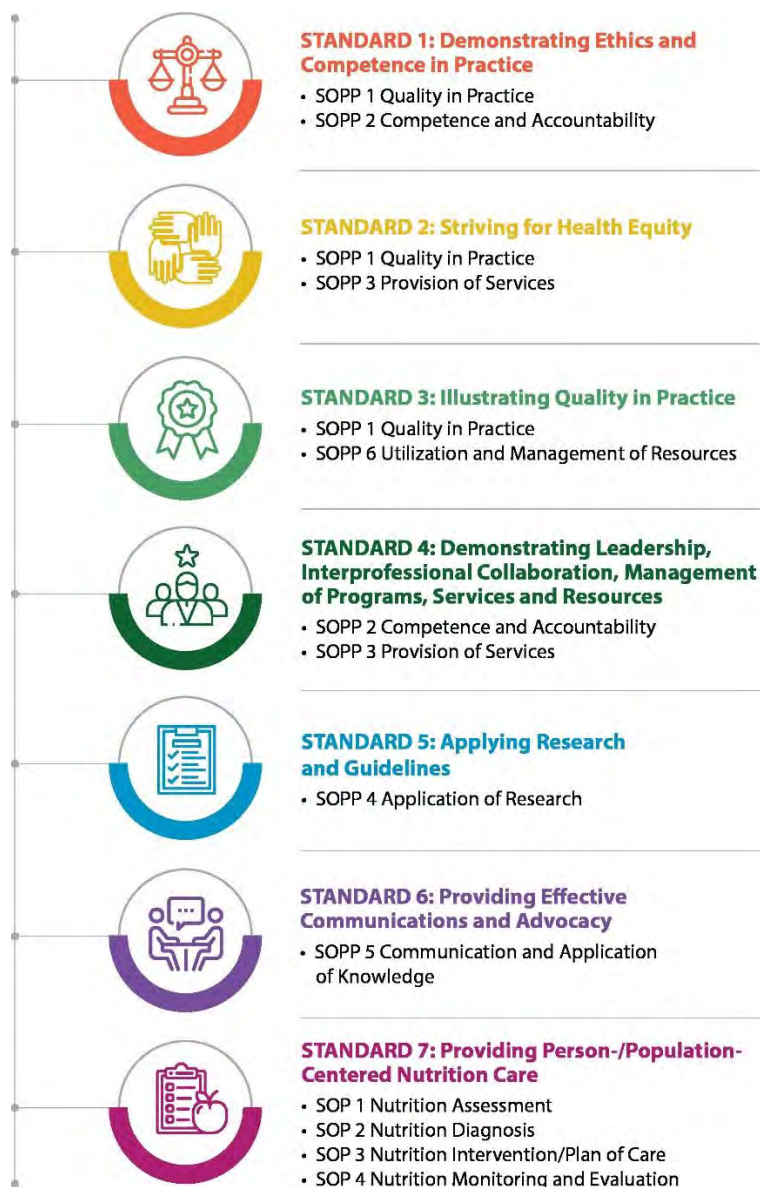 STANDARD 1: Demonstrating Ethics and
Competence in Practice
• SOPP 1 Quality in Practice
• SOPP 2 Competence and Accountability
STANDARD 2: Striving for Health Equity
• SOPP 1 Quality in Practice
• SOPP 3 Provision of Services
STANDARD 3: Illustrating Quality in Practice
• SOPP 1 Quality in Practice
• SOPP 6 Utilization and Management of Resources
STANDARD 4: Demonstrating Leadership,
Interprofessional Collaboration, Management
of Programs, Services and Resources
• SOPP 2 Competence and Accountability
• SOPP 3 Provision of Services
STANDARD 5: Applying Research
and Guidelines
• SOPP 4 Application of Research
STANDARD 6: Providing Effective
Communications and Advocacy
• SOPP 5 Communication and Application
of Knowledge
STANDARD 7: Providing Person-/Population-
Centered Nutrition Care
• SOP 1 Nutrition Assessment
• SOP 2 Nutrition Diagnosis
• SOP 3 Nutrition Intervention/Plan of Care
• SOP 4 Nutrition Monitoring and Evaluation